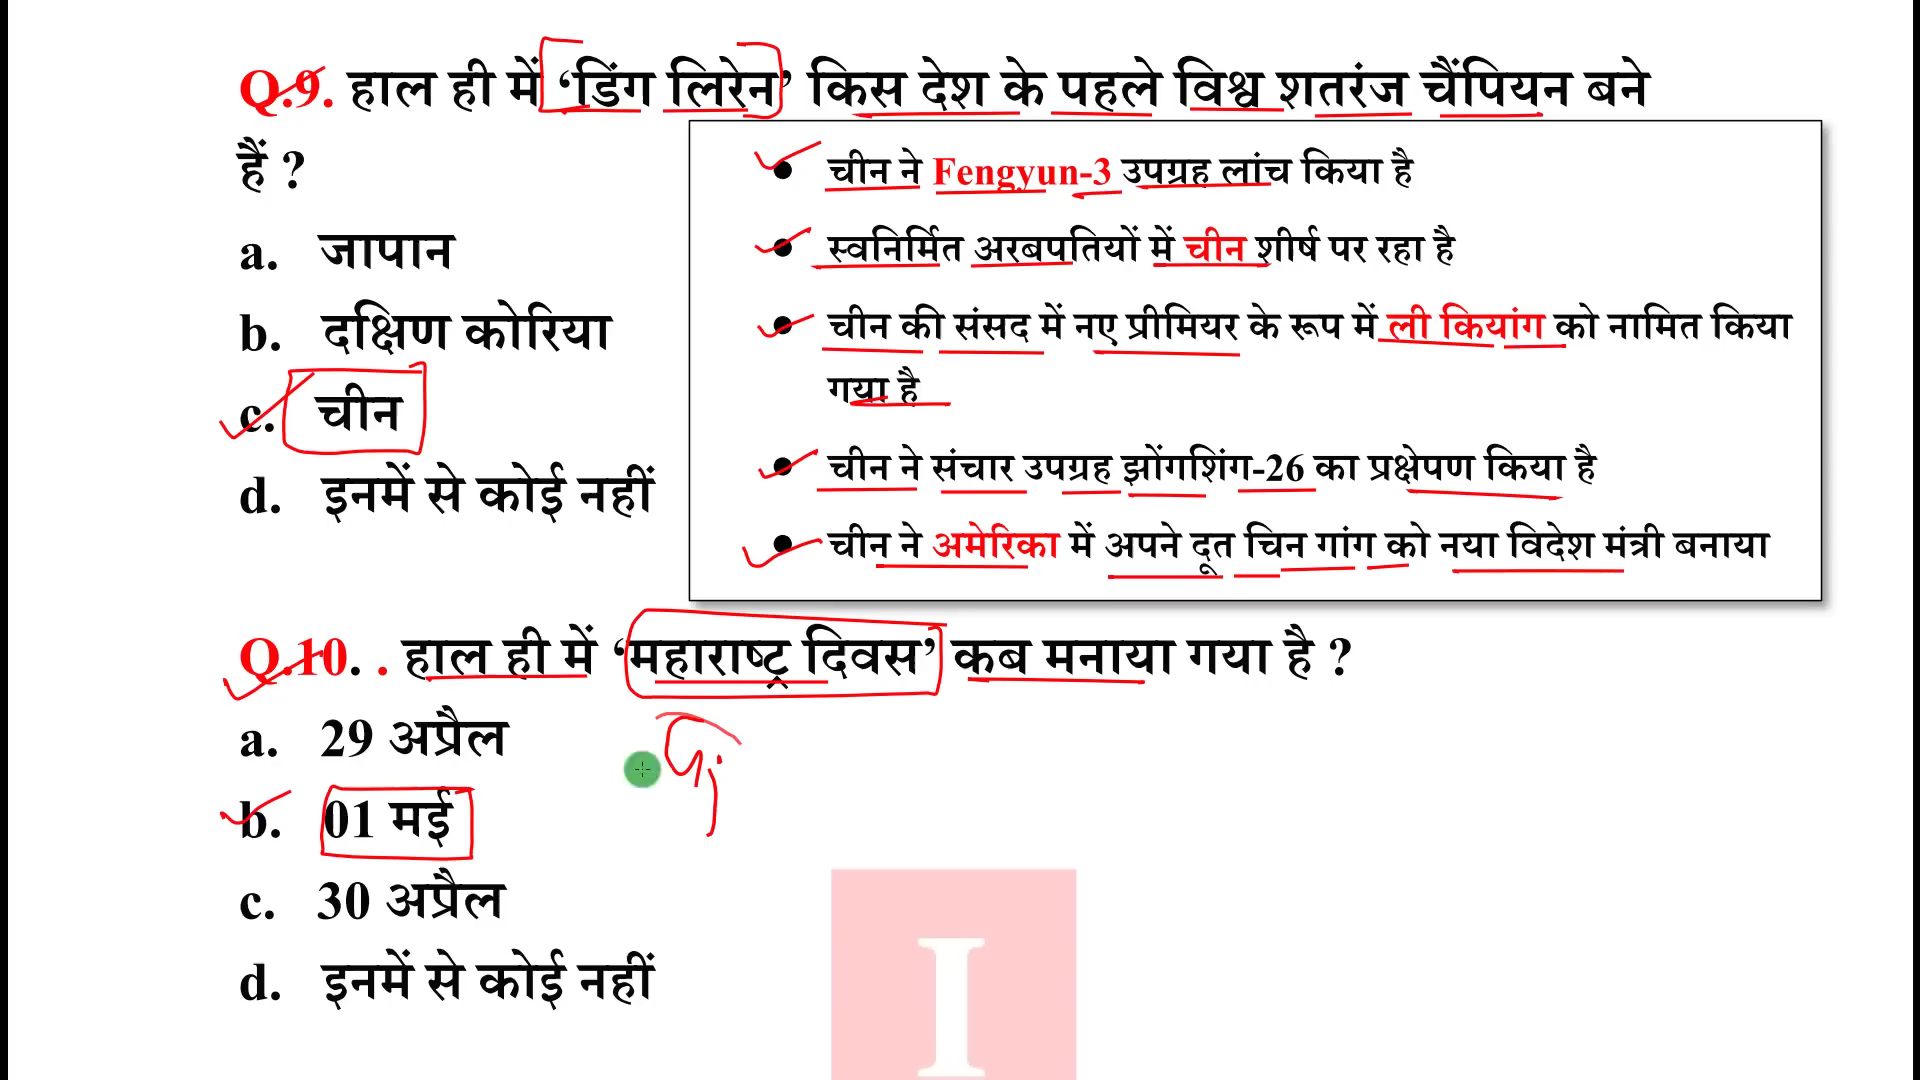 Q.9. हाल ही में ‘डिंग लिरेन’ किस देश के पहले विश्व शतरंज चैंपियन बने
हैं ?
a. जापान
b. दक्षिण कोरिया
c. चीन
d. इनमें से कोई नहीं
● चीन ने Fengyun-3 उपग्रह लांच किया है
● स्वनिर्मित अरबपतियों में चीन शीर्ष पर रहा है
● चीन की संसद में नए प्रीमियर के रूप में ली कियांग को नामित किया
गया है
● चीन ने संचार उपग्रह झोंगशिंग-26 का प्रक्षेपण किया है
● चीन ने अमेरिका में अपने दूत चिन गांग को नया विदेश मंत्री बनाया
Q.10. . हाल ही में ‘महाराष्ट्र दिवस’ कब मनाया गया है ?
a. 29 अप्रैल
b. 01 मई
c. 30 अप्रैल
d. इनमें से कोई नहीं
I